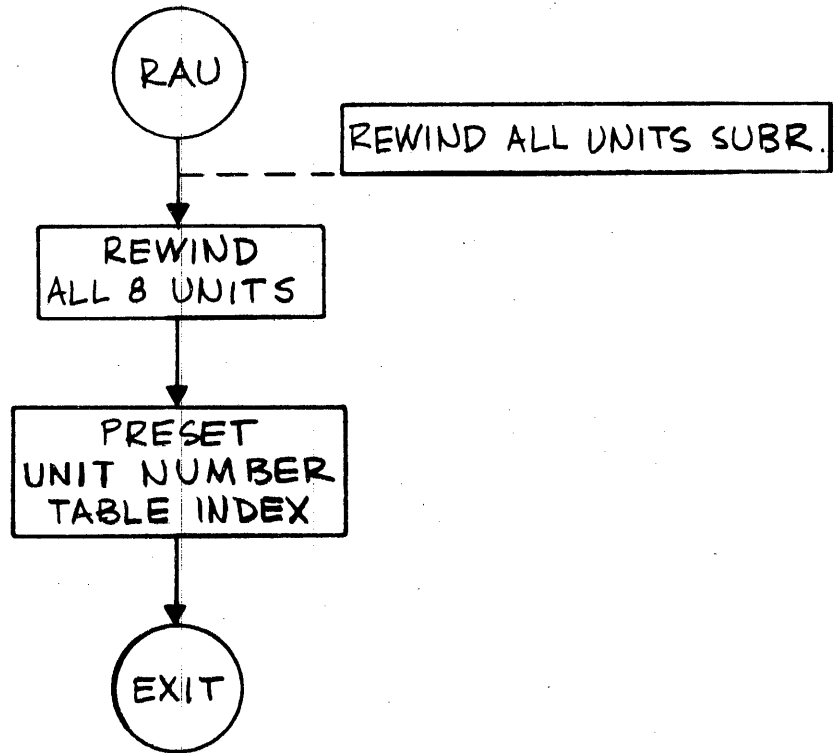 RAU
REWIND ALL UNITS SUBR.
REWIND
ALL 8 UNITS
PRESET
UNIT NUMBER
TABLE INDEX
EXIT